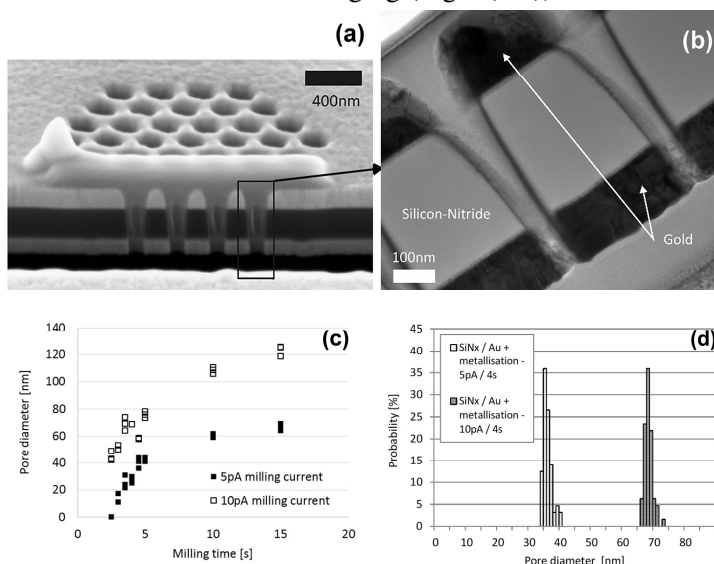 (a)
400nm
(b)
Silicon-Nitride
Gold
100nm
(c)
140
120
100
80
60
40
20
0
Pore diameter [nm]
0 5 10 15 20
Milling time [s]
5pA milling current
10pA milling current
(d)
45
40
35
30
25
20
15
10
5
0
Probability [%]
SiNx / Au +
metallisation -
5pA / 4s
SiNx / Au +
metallisation -
10pA / 4s
0 10 20 30 40 50 60 70 80
Pore diameter [nm]